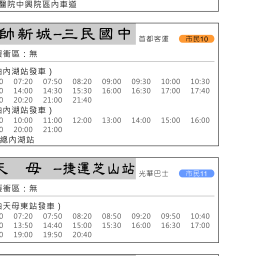 醫院中興院區內車道
帥新城–三民國中 首都客運 市民10
衝區：無
內湖站發車）
0 07:20 07:50 08:20 09:00 09:30 10:00 10:30
0 14:00 14:30 15:30 16:00 16:30 17:00 17:40
0 20:20 21:00 21:40
內湖站發車）
0 10:00 11:00 12:00 13:00 14:00 15:00 16:00
0 20:00 21:00
總內湖站
天 母 –捷運芝山站 光華巴士 市民11
衝區：無
天母東站發車）
0 07:20 07:50 08:20 08:50 09:20 09:50 10:40
0 13:50 14:40 15:00 15:30 16:00 16:30 17:00
0 19:00 19:50 20:40